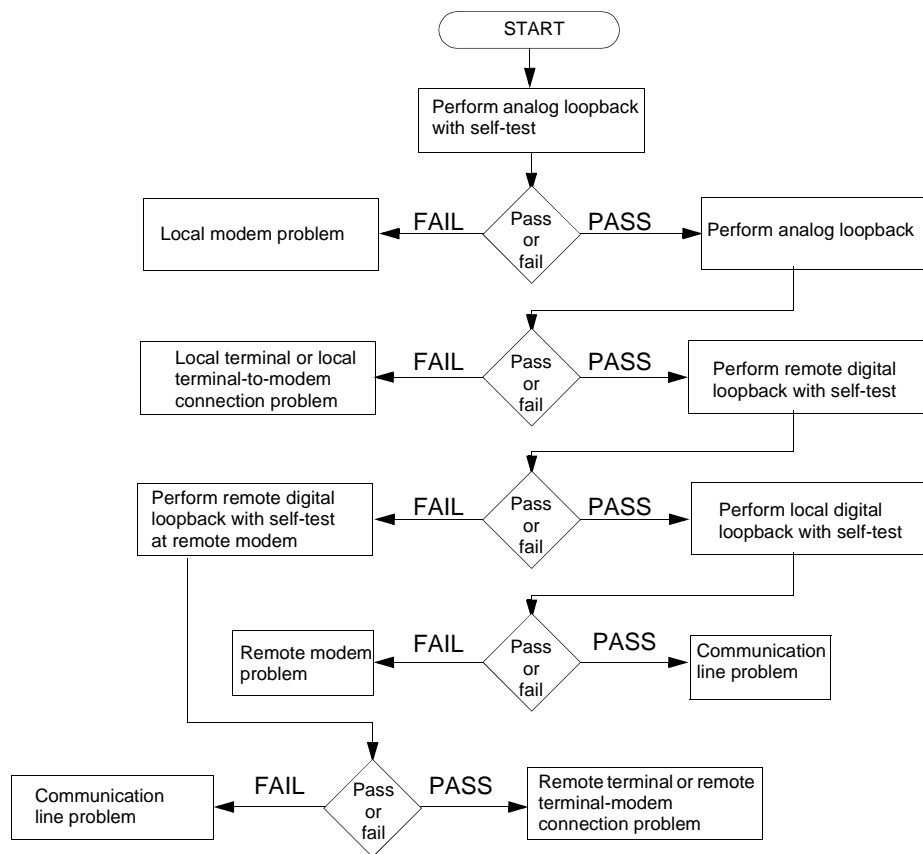 START
Perform analog loopback
with self-test
Local modem problem
FAIL
Pass
or
fail
PASS
Perform analog loopback
Local terminal or local
terminal-to-modem
connection problem
FAIL
Pass
or
fail
PASS
Perform remote digital
loopback with self-test
Perform remote digital
loopback with self-test
at remote modem
FAIL
Pass
or
fail
PASS
Perform local digital
loopback with self-test
Remote modem
problem
FAIL
Pass
or
fail
PASS
Communication
line problem
Communication
line problem
FAIL
Pass
or
fail
PASS
Remote terminal or remote
terminal-modem
connection problem